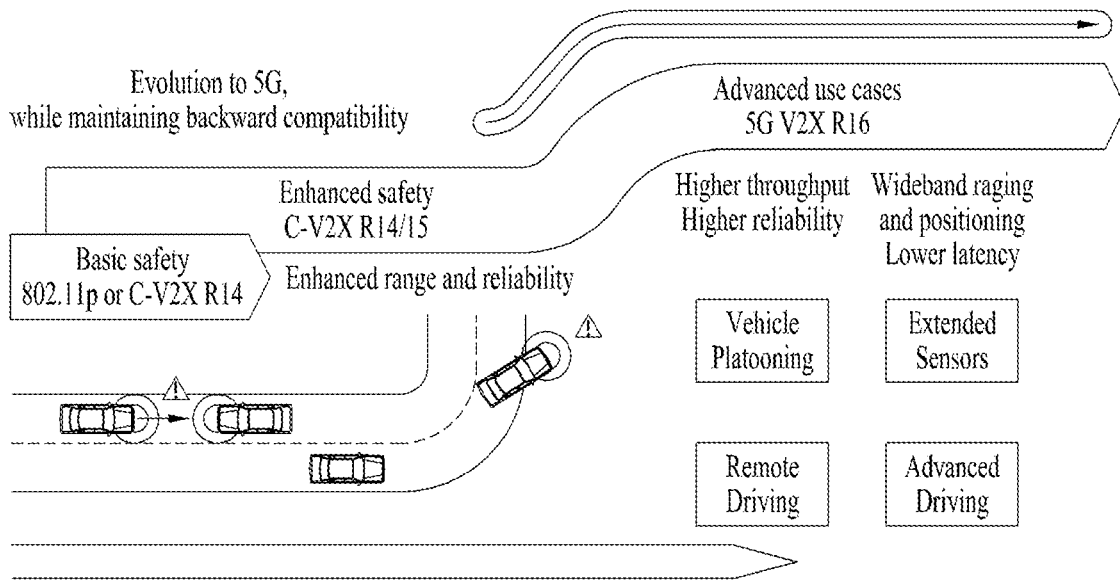 Evolution to 5G,
while maintaining backward compatibility
Advanced use cases
5G V2X R16
Enhanced safety
C-V2X R14/15
Higher throughput
Higher reliability
Wideband raging
and positioning
Lower latency
Basic safety
802.11p or C-V2X R14
Enhanced range and reliability
Vehicle
Platooning
Extended
Sensors
Remote
Driving
Advanced
Driving